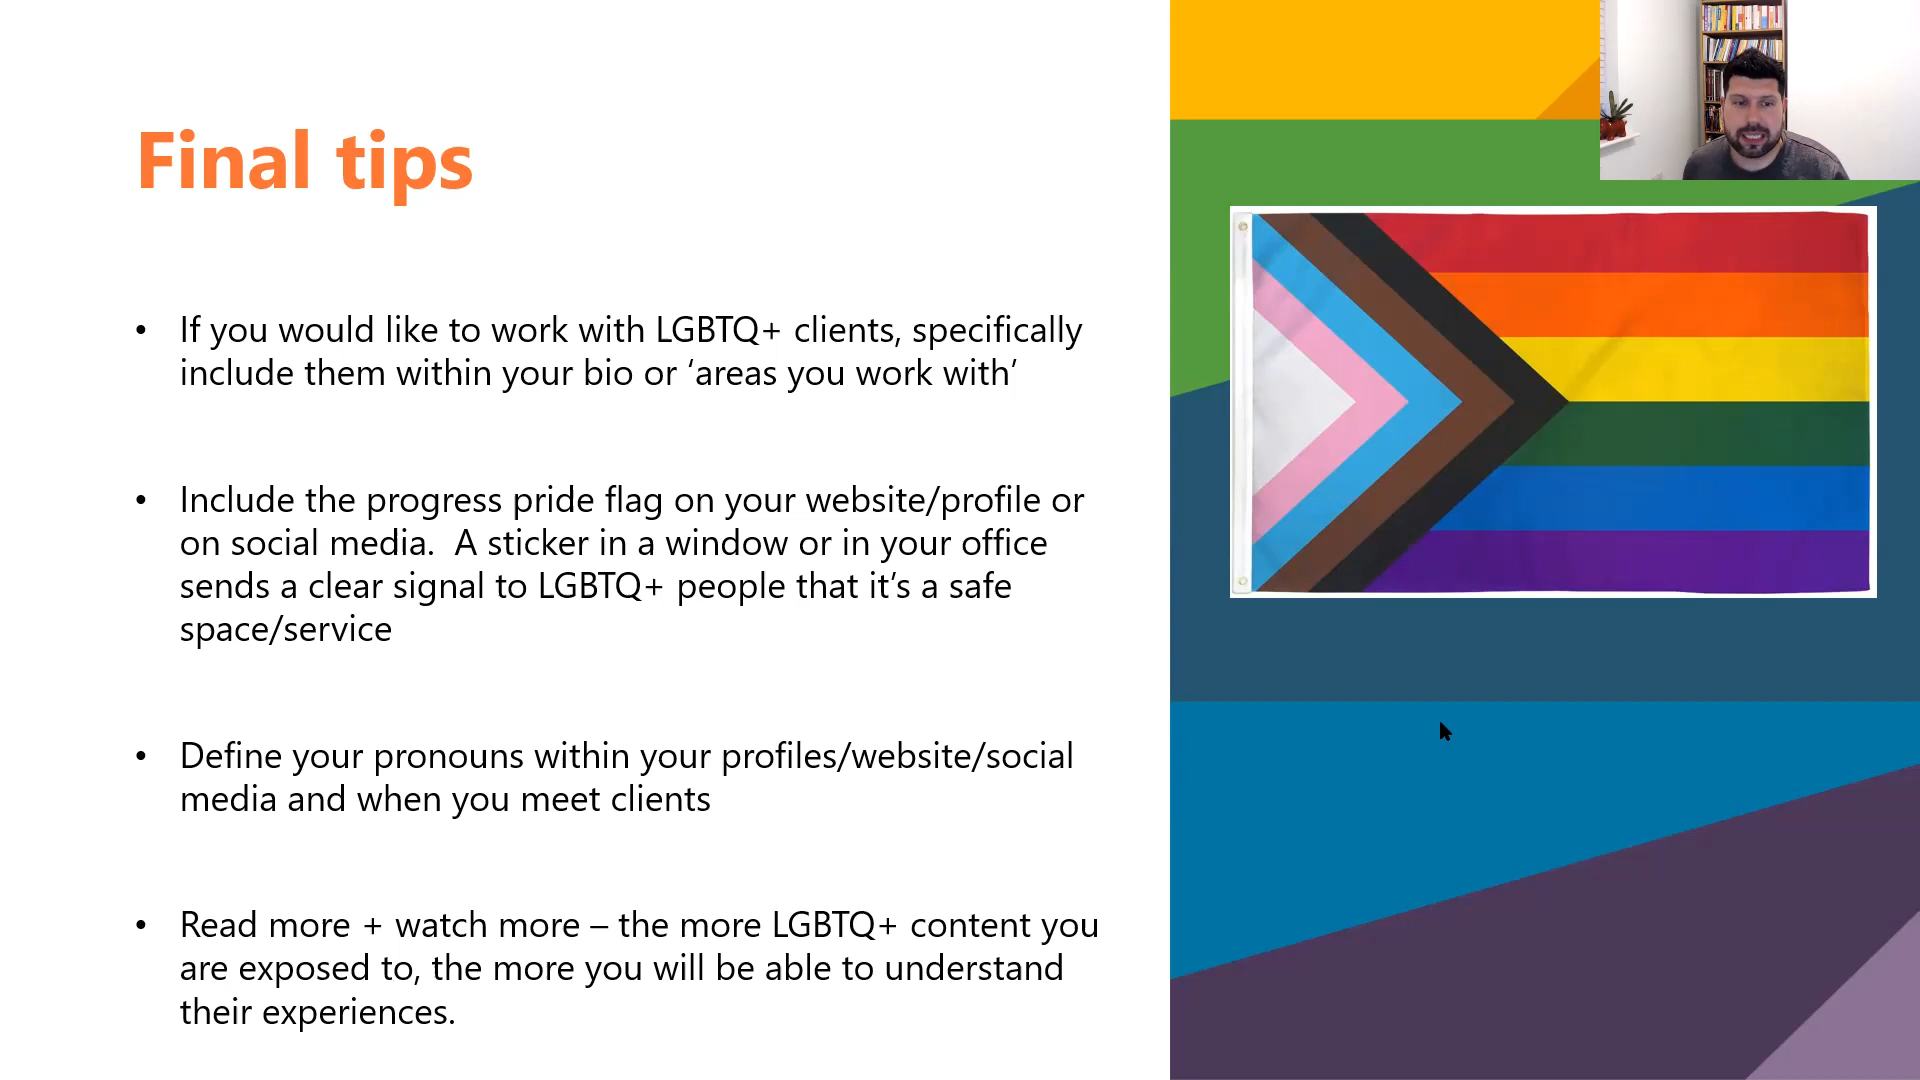 Final tips
• If you would like to work with LGBTQ+ clients, specifically
include them within your bio or ‘areas you work with’
• Include the progress pride flag on your website/profile or
on social media.  A sticker in a window or in your office
sends a clear signal to LGBTQ+ people that it’s a safe
space/service
• Define your pronouns within your profiles/website/social
media and when you meet clients
• Read more + watch more – the more LGBTQ+ content you
are exposed to, the more you will be able to understand
their experiences.